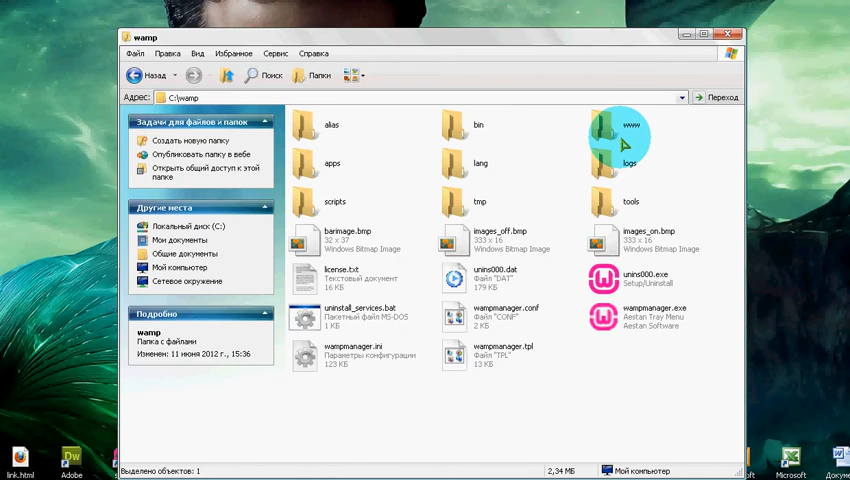 wamp
Файл Правка Вид Избранное Сервис Справка
Назад Поиск Папки
Адрес: C:\wamp Переход
Задачи для файлов и папок
Создать новую папку
Опубликовать папку в вебе
Открыть общий доступ к этой
папке
Другие места
Локальный диск (C:)
Мои документы
Общие документы
Мой компьютер
Сетевое окружение
Подробно
wamp
Папка с файлами
Изменен: 11 июня 2012 г., 15:36
alias bin www
apps lang logs
scripts tmp tools
barimage.bmp
32 x 37
Windows Bitmap Image
images_off.bmp
333 x 16
Windows Bitmap Image
images_on.bmp
333 x 16
Windows Bitmap Image
license.txt
Текстовый документ
16 КБ
unins000.dat
Файл "DAT"
179 КБ
unins000.exe
Setup/Uninstall
uninstall_services.bat
Пакетный файл MS-DOS
1 КБ
wampmanager.conf
Файл "CONF"
2 КБ
wampmanager.exe
Aestan Tray Menu
Aestan Software
wampmanager.ini
Параметры конфигурации
123 КБ
wampmanager.tpl
Файл "TPL"
13 КБ
Выделено объектов: 1 2,34 МБ Мой компьютер
link.html Adobe Microsoft